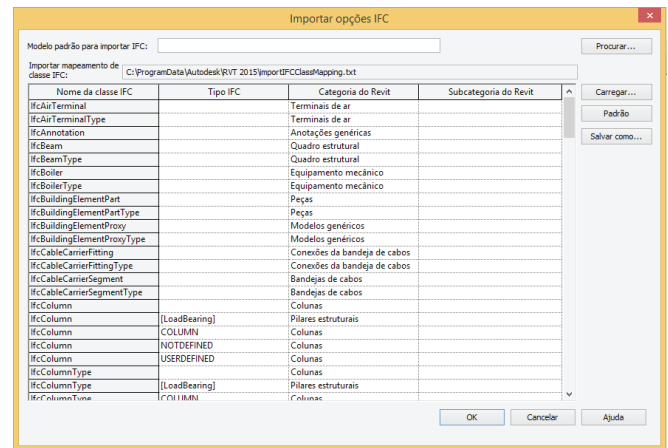 Importar opções IFC
Modelo padrão para importar IFC:
Procurar...
Importar mapeamento de classe IFC:
C:\ProgramData\Autodesk\RVT 2015\importIFCClassMapping.txt
Nome da classe IFC Tipo IFC Categoria do Revit Subcategoria do Revit
Carregar...
Padrão
Salvar como...
IfcAirTerminal Terminais de ar
IfcAirTerminalType Terminais de ar
IfcAnnotation Anotações genéricas
IfcBeam Quadro estrutural
IfcBeamType Quadro estrutural
IfcBoiler Equipamento mecânico
IfcBoilerType Equipamento mecânico
IfcBuildingElementPart Peças
IfcBuildingElementPartType Peças
IfcBuildingElementProxy Modelos genéricos
IfcBuildingElementProxyType Modelos genéricos
IfcCableCarrierFitting Conexões da bandeja de cabos
IfcCableCarrierFittingType Conexões da bandeja de cabos
IfcCableCarrierSegment Bandejas de cabos
IfcCableCarrierSegmentType Bandejas de cabos
IfcColumn Colunas
IfcColumn [LoadBearing] Pilares estruturais
IfcColumn COLUMN Colunas
IfcColumn NOTDEFINED Colunas
IfcColumn USERDEFINED Colunas
IfcColumnType Colunas
IfcColumnType [LoadBearing] Pilares estruturais
IfcColumnType COLUMN Colunas
OK Cancelar Ajuda